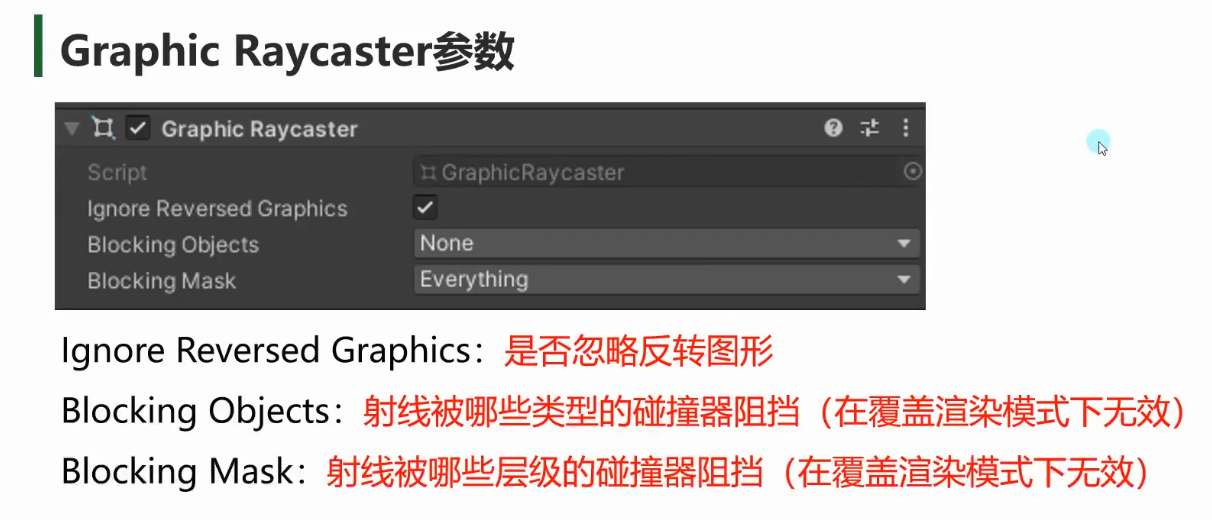 Graphic Raycaster参数
Graphic Raycaster
Script GraphicRaycaster
Ignore Reversed Graphics
Blocking Objects None
Blocking Mask Everything
Ignore Reversed Graphics：是否忽略反转图形
Blocking Objects：射线被哪些类型的碰撞器阻挡（在覆盖渲染模式下无效）
Blocking Mask：射线被哪些层级的碰撞器阻挡（在覆盖渲染模式下无效）